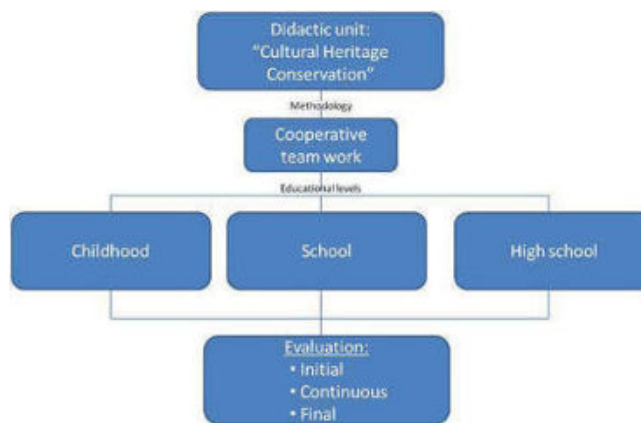 Didactic unit:
“Cultural Heritage
Conservation”
Methodology
Cooperative
team work
Educational levels
Childhood
School
High school
Evaluation:
• Initial
• Continuous
• Final